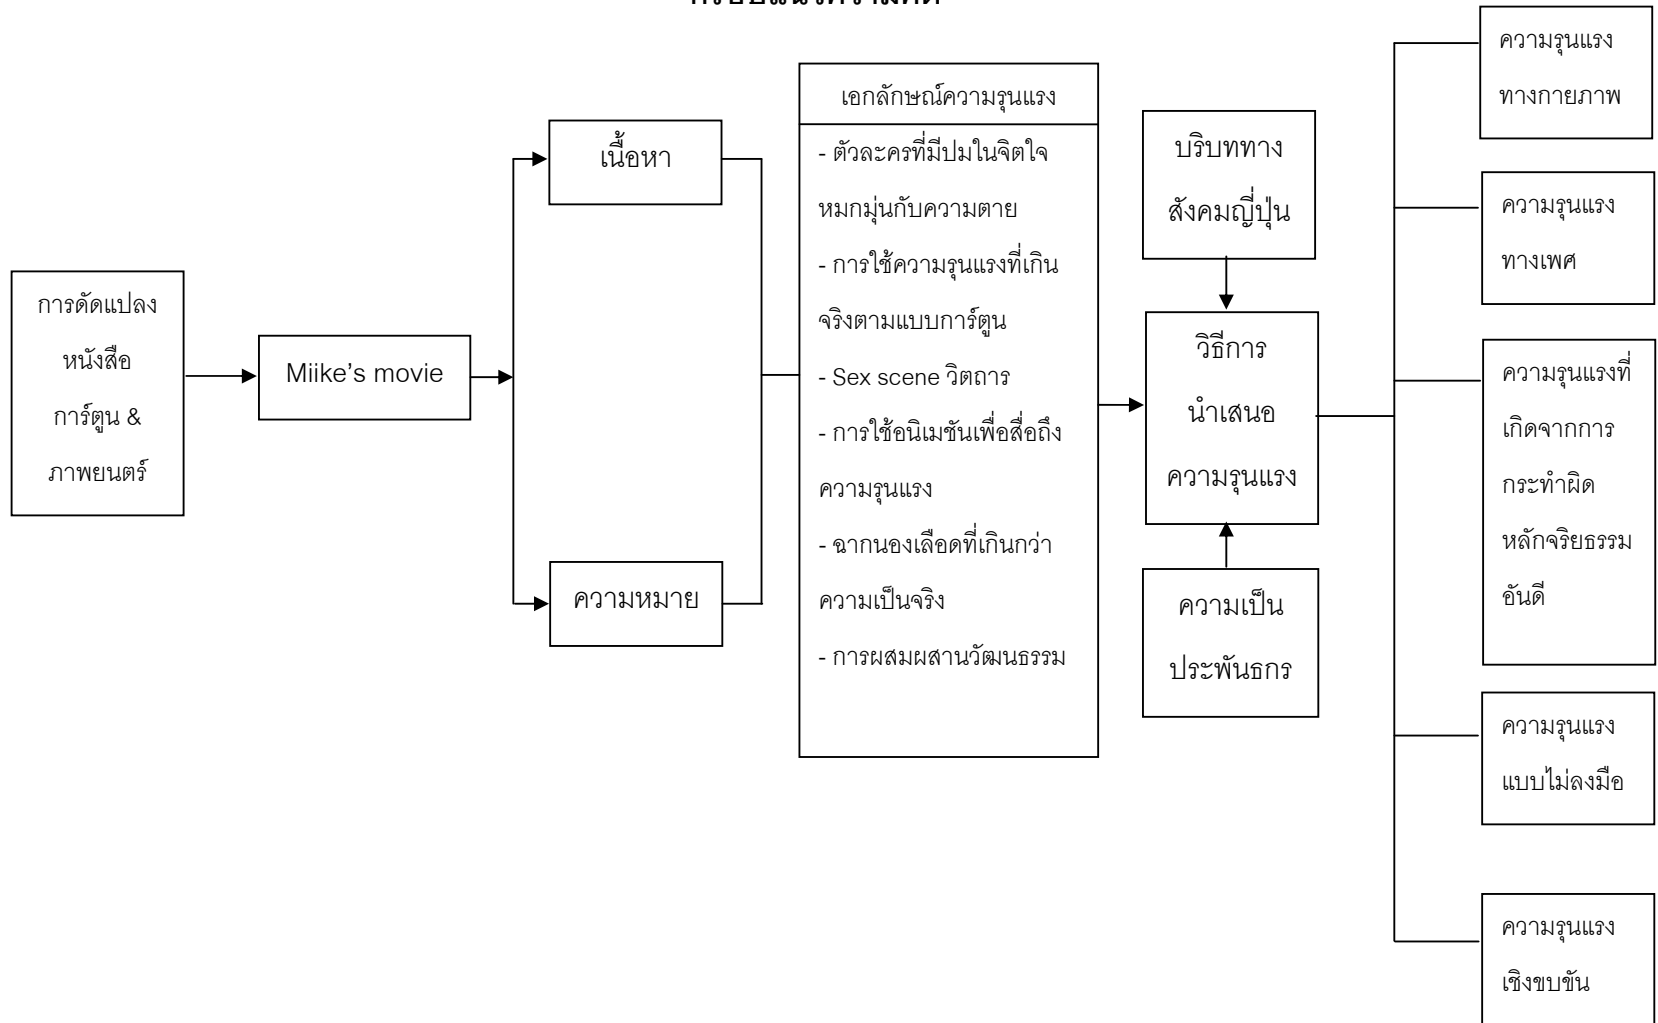 การดัดแปลง
หนังสือ
การ์ตูน &
ภาพยนตร์
Miike's movie
เนื้อหา
ความหมาย
เอกลักษณ์ความรุนแรง
- ตัวละครที่มีปมในจิตใจ
หมกมุ่นกับความตาย
- การใช้ความรุนแรงที่เกิน
จริงตามแบบการ์ตูน
- Sex scene วิตถาร
- การใช้อนิเมชันเพื่อสื่อถึง
ความรุนแรง
- ฉากนองเลือดที่เกินกว่า
ความเป็นจริง
- การผสมผสานวัฒนธรรม
บริบททาง
สังคมญี่ปุ่น
วิธีการ
นำเสนอ
ความรุนแรง
ความเป็น
ประพันธกร
ความรุนแรง
ทางกายภาพ
ความรุนแรง
ทางเพศ
ความรุนแรงที่
เกิดจากการ
กระทำผิด
หลักจริยธรรม
อันดี
ความรุนแรง
แบบไม่ลงมือ
ความรุนแรง
เชิงขบขัน